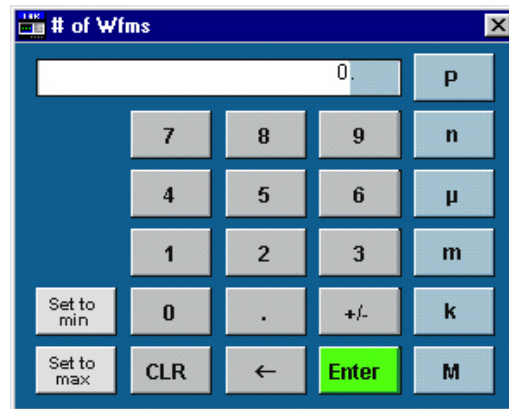 # of Wfms
0.
p
7 8 9 n
4 5 6 µ
1 2 3 m
Set to min 0 . +/- k
Set to max CLR ← Enter M